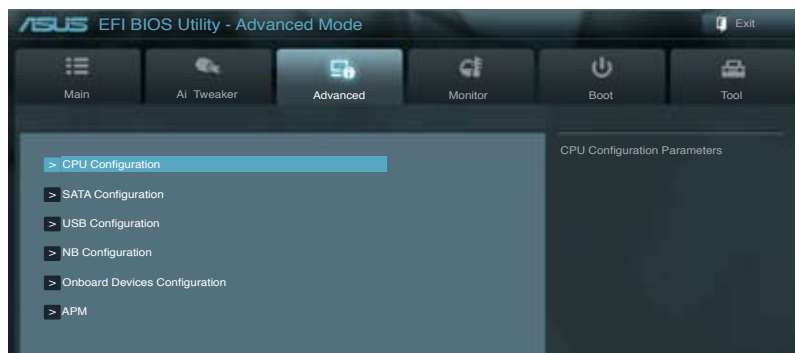 ASUS EFI BIOS Utility - Advanced Mode
Exit
Main
Ai Tweaker
Advanced
Monitor
Boot
Tool
CPU Configuration Parameters
> CPU Configuration
> SATA Configuration
> USB Configuration
> NB Configuration
> Onboard Devices Configuration
> APM